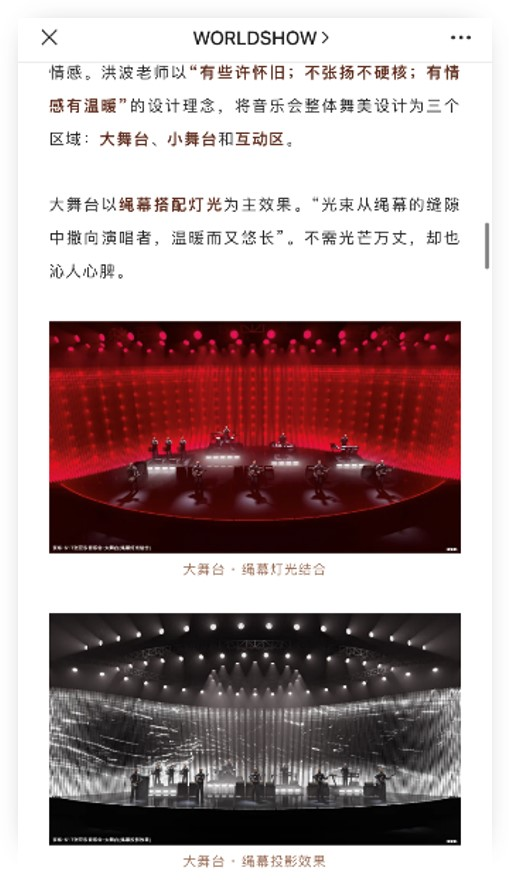 WORLDSHOW
情感。洪波老师以“有些许怀旧；不张扬不硬核；有情
感有温暖”的设计理念，将音乐会整体舞美设计为三个
区域：大舞台、小舞台和互动区。
大舞台以绳幕搭配灯光为主效果。“光束从绳幕的缝隙
中撒向演唱者，温暖而又悠长”。不需光芒万丈，却也
沁人心脾。
大舞台·绳幕灯光结合
大舞台·绳幕投影效果